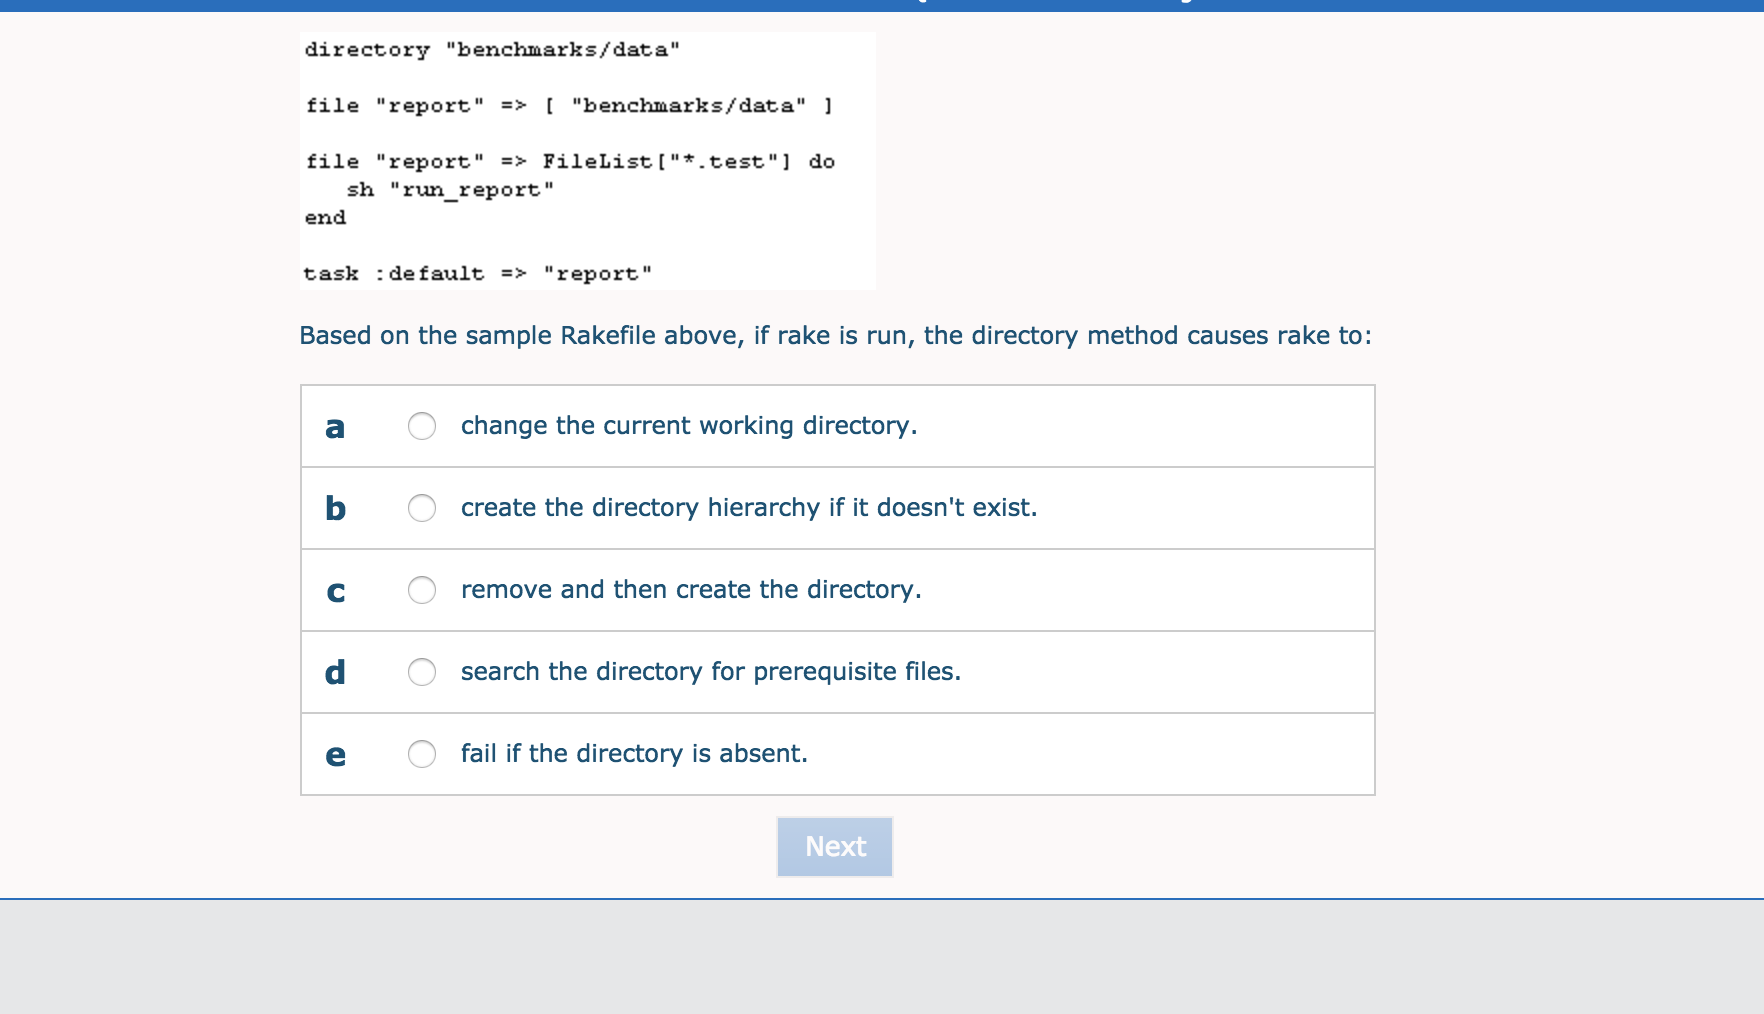 directory "benchmarks/data"
file "report" => [ "benchmarks/data" ]
file "report" => FileList["*.test"] do
sh "run_report"
end
task :default => "report"
Based on the sample Rakefile above, if rake is run, the directory method causes rake to:
a change the current working directory.
b create the directory hierarchy if it doesn't exist.
c remove and then create the directory.
d search the directory for prerequisite files.
e fail if the directory is absent.
Next